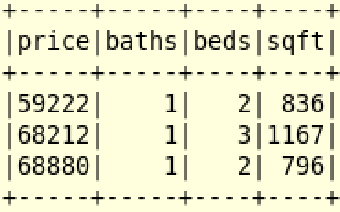 +-----+-----+----+----+
|price|baths|beds|sqft|
+-----+-----+----+----+
|59222|    1|   2| 836|
|68212|    1|   3|1167|
|68880|    1|   2| 796|
+-----+-----+----+----+